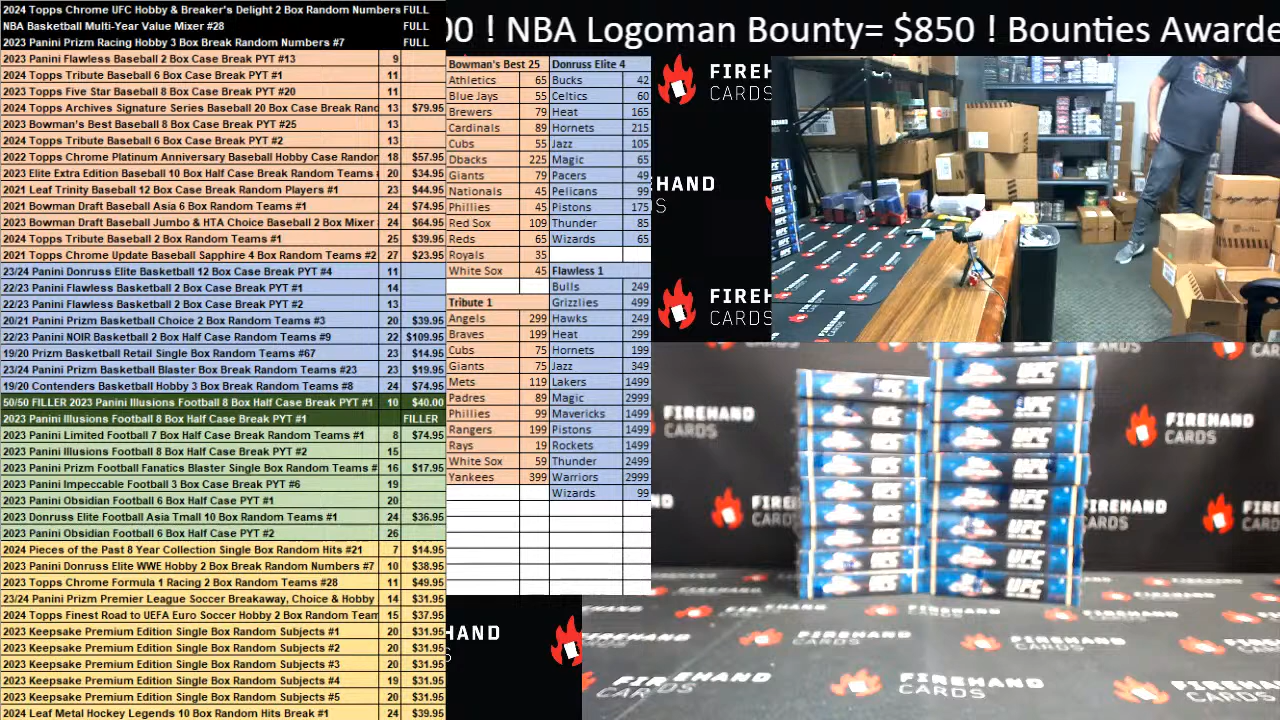 2024 Topps Chrome UFC Hobby & Breaker's Delight 2 Box Random Numbers FULL
NBA Basketball Multi-Year Value Mixer #28 FULL
2023 Panini Prizm Racing Hobby 3 Box Break Random Numbers #7 FULL
2023 Panini Flawless Baseball 2 Box Case Break PYT #13 9
2024 Topps Tribute Baseball 6 Box Case Break PYT #1 11
2023 Topps Five Star Baseball 8 Box Case Break PYT #20 11
2024 Topps Archives Signature Series Baseball 20 Box Case Break Ranc 13 $79.95
2023 Bowman's Best Baseball 8 Box Case Break PYT #25 13
2024 Topps Tribute Baseball 6 Box Case Break PYT #2 13
2022 Topps Chrome Platinum Anniversary Baseball Hobby Case Randor 18 $57.95
2023 Elite Extra Edition Baseball 10 Box Half Case Break Random Teams 20 $34.95
2021 Leaf Trinity Baseball 12 Box Case Break Random Players #1 23 $44.95
2021 Bowman Draft Baseball Asia 6 Box Case Break Random Teams #1 24 $74.95
2023 Bowman Draft Baseball Jumbo & HTA Choice Baseball 2 Box Mixer 24 $64.95
2024 Topps Tribute Baseball 2 Box Random Teams #1 25 $39.95
2021 Topps Chrome Update Baseball Sapphire 4 Box Random Teams #2 27 $23.95
23/24 Panini Donruss Elite Basketball 12 Box Case Break PYT #4 11
22/23 Panini Flawless Basketball 2 Box Case Break PYT #1 14
22/23 Panini Flawless Basketball 2 Box Case Break PYT #2 13
20/21 Panini Prizm Basketball Choice 2 Box Random Teams #3 20 $39.95
22/23 Panini NOIR Basketball 2 Box Half Case Break Random Teams #9 22 $109.95
19/20 Prizm Basketball Retail Single Box Random Teams #67 23 $14.95
23/24 Panini Prizm Basketball Blaster Box Break Random Teams #23 23 $19.95
19/20 Contenders Basketball Hobby 3 Box Break Random Teams #8 24 $74.95
50/50 FILLER 2023 Panini Illusions Football 8 Box Half Case Break PYT #1 10 $40.00
2023 Panini Illusions Football 8 Box Half Case Break PYT #1 FILLER
2023 Panini Limited Football 7 Box Half Case Break Random Teams #1 8 $74.95
2023 Panini Illusions Football 8 Box Half Case Break PYT #2 15
2023 Panini Prizm Football Fanatics Blaster Single Box Random Teams # 16 $17.95
2023 Panini Impeccable Football 3 Box Case Break PYT #6 19
2023 Panini Obsidian Football 6 Box Half Case PYT #1 20
2023 Donruss Elite Football Asia Tmall 10 Box Random Teams #1 24 $36.95
2023 Panini Obsidian Football 6 Box Half Case PYT #2 26
2024 Pieces of the Past 8 Year Collection Single Box Random Hits #21 7 $14.95
2023 Panini Donruss Elite WWE Hobby 2 Box Random Numbers #7 10 $38.95
2023 Topps Chrome Formula 1 Racing 2 Box Random Teams #28 11 $49.95
23/24 Panini Prizm Premier League Soccer Breakaway, Choice & Hobby 14 $31.95
2024 Topps Finest Road to UEFA Euro Soccer Hobby 2 Box Random Team 15 $37.95
2023 Keepsake Premium Edition Single Box Random Subjects #1 20 $31.95
2023 Keepsake Premium Edition Single Box Random Subjects #2 20 $31.95
2023 Keepsake Premium Edition Single Box Random Subjects #3 20 $31.95
2023 Keepsake Premium Edition Single Box Random Subjects #4 19 $31.95
2023 Keepsake Premium Edition Single Box Random Subjects #5 20 $31.95
2024 Leaf Metal Hockey Legends 10 Box Random Hits Break #1 24 $39.95
00 ! NBA Logoman Bounty= $850 ! Bounties Awarde
Bowman's Best 25
Athletics 65
Blue Jays 55
Brewers 79
Cardinals 89
Cubs 55
Dbacks 225
Giants 79
Nationals 45
Phillies 45
Red Sox 109
Reds 65
Royals 35
White Sox 45
Tribute 1
Angels 299
Braves 199
Cubs 75
Giants 75
Mets 119
Padres 89
Phillies 99
Rangers 199
Rays 19
White Sox 59
Yankees 399
Donruss Elite 4
Bucks 42
Celtics 60
Heat 165
Hornets 215
Jazz 105
Magic 65
Pacers 49
Pelicans 99
Pistons 175
Thunder 85
Wizards 65
Flawless 1
Bulls 249
Grizzlies 499
Hawks 249
Heat 299
Hornets 199
Jazz 349
Lakers 1499
Magic 2999
Mavericks 1499
Pistons 1499
Rockets 1499
Thunder 2499
Warriors 2999
Wizards 99
FIREH
CARDS
HAND
S
FIREH
CARDS
HAND
S
FIREHAND
CARDS
FIREHAND
CARDS
FIREHAND
CARDS
UFC
UFC
UFC
UFC
UFC
UFC
UFC
UFC
FIREHAND
CARDS
FIREHAND
CARDS
FIREHAND
CARDS